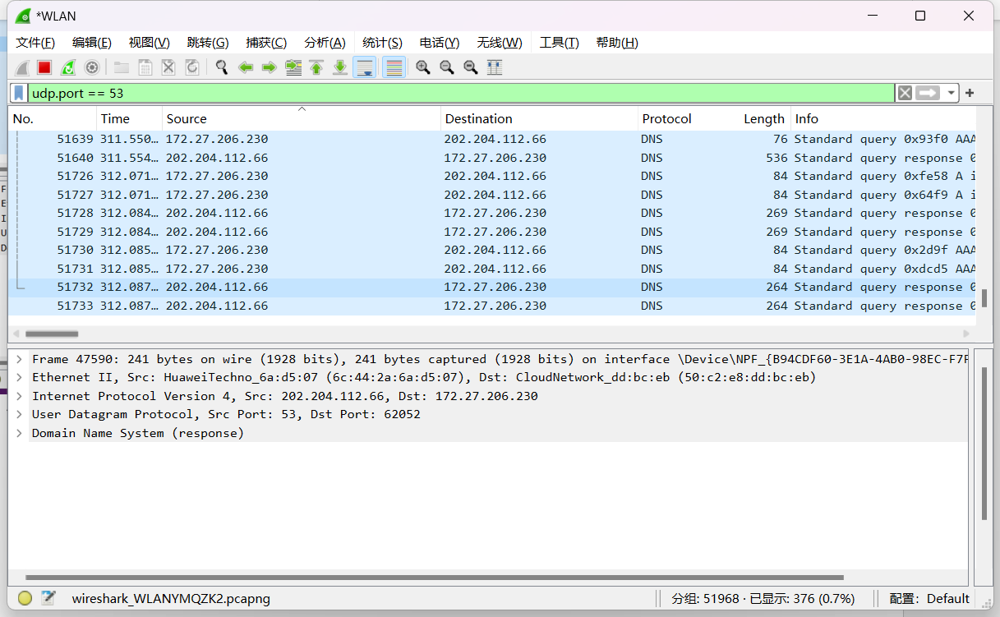 *WLAN
文件(F) 编辑(E) 视图(V) 跳转(G) 捕获(C) 分析(A) 统计(S) 电话(Y) 无线(W) 工具(T) 帮助(H)
udp.port == 53
No. Time Source Destination Protocol Length Info
51639 311.550… 172.27.206.230 202.204.112.66 DNS 76 Standard query 0x93f0 AAA
51640 311.554… 202.204.112.66 172.27.206.230 DNS 536 Standard query response 0
51726 312.071… 172.27.206.230 202.204.112.66 DNS 84 Standard query 0xfe58 A i
51727 312.071… 172.27.206.230 202.204.112.66 DNS 84 Standard query 0x64f9 A i
51728 312.084… 202.204.112.66 172.27.206.230 DNS 269 Standard query response 0
51729 312.084… 202.204.112.66 172.27.206.230 DNS 269 Standard query response 0
51730 312.085… 172.27.206.230 202.204.112.66 DNS 84 Standard query 0x2d9f AAA
51731 312.085… 172.27.206.230 202.204.112.66 DNS 84 Standard query 0xdcd5 AAA
51732 312.087… 202.204.112.66 172.27.206.230 DNS 264 Standard query response 0
51733 312.087… 202.204.112.66 172.27.206.230 DNS 264 Standard query response 0
Frame 47590: 241 bytes on wire (1928 bits), 241 bytes captured (1928 bits) on interface \Device\NPF_{B94CDF60-3E1A-4AB0-98EC-F7F
Ethernet II, Src: HuaweiTechno_6a:d5:07 (6c:44:2a:6a:d5:07), Dst: CloudNetwork_dd:bc:eb (50:c2:e8:dd:bc:eb)
Internet Protocol Version 4, Src: 202.204.112.66, Dst: 172.27.206.230
User Datagram Protocol, Src Port: 53, Dst Port: 62052
Domain Name System (response)
wireshark_WLANYMQZK2.pcapng 分组: 51968 · 已显示: 376 (0.7%) 配置: Default